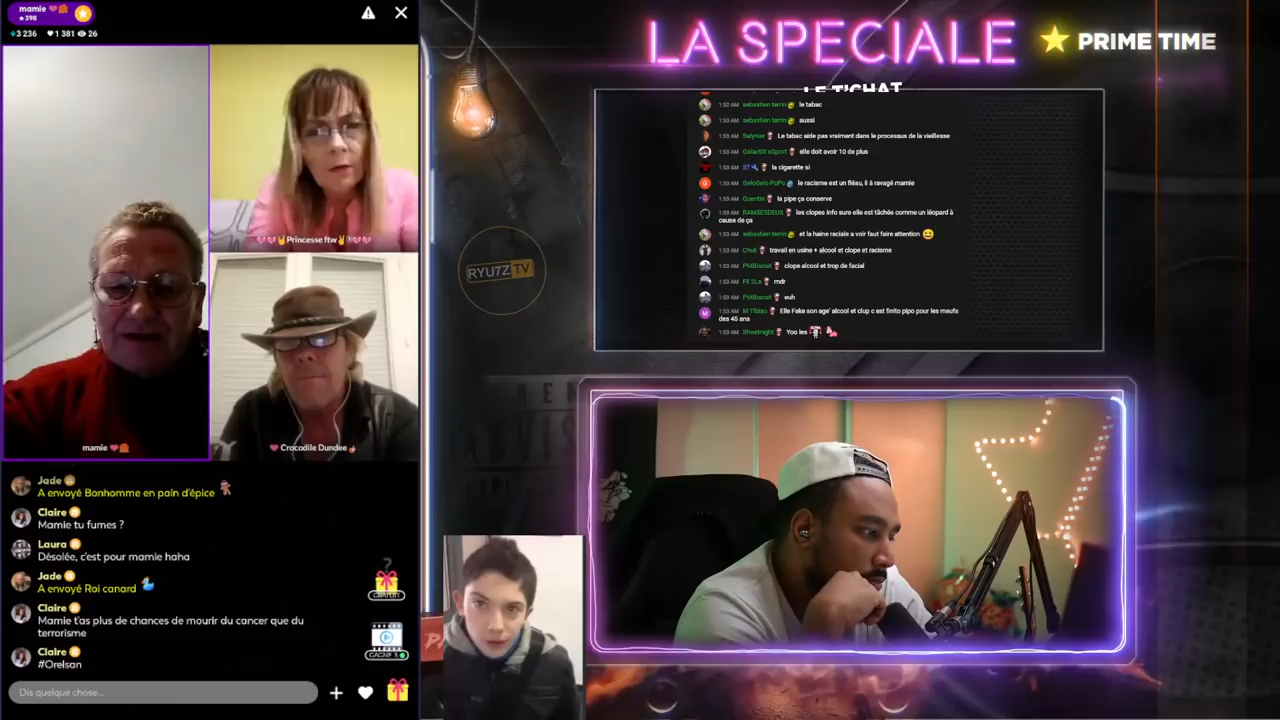 mamie
398
3 236 1 381 26
Princesse ftw
mamie
Crocodile Dundee
Jade
A envoyé Bonhomme en pain d'épice
Claire
Mamie tu fumes ?
Laura
Désolée, c'est pour mamie haha
Jade
A envoyé Roi canard
Claire
Mamie t'as plus de chances de mourir du cancer que du
terrorisme
Claire
#Orelsan
?
GRATUIT
GAGNE
Dis quelque chose...
LA SPECIALE
PRIME TIME
LE T'CHAT
1:52 AM sebastien terrin le tabac
1:53 AM sebastien terrin aussi
1:53 AM Salynier Le tabac aide pas vraiment dans le processus de la vieillesse
1:53 AM GalactiX eSport elle doit avoir 10 de plus
1:53 AM ST la cigarette si
1:53 AM GeloGelo PoPo le racisme est un fléau, il à ravagé mamie
1:53 AM Quentin la pipe ça conserve
1:53 AM RAMSESDEUX les clopes info sure elle est tâchée comme un léopard à
cause de ça
1:53 AM sebastien terrin et la haine raciale a voir faut faire attention
1:53 AM Chuk travail en usine + alcool et clope et racisme
1:53 AM PtitBiscuit clope alcool et trop de facial
1:53 AM mdr
1:53 AM PtitBiscuit euh
1:53 AM M Tibiau Elle Fake son age' alcool et clup c est finito pipo pour les meufs
des 45 ans
1:53 AM Streetnight Yoo les
RYU7Z TV